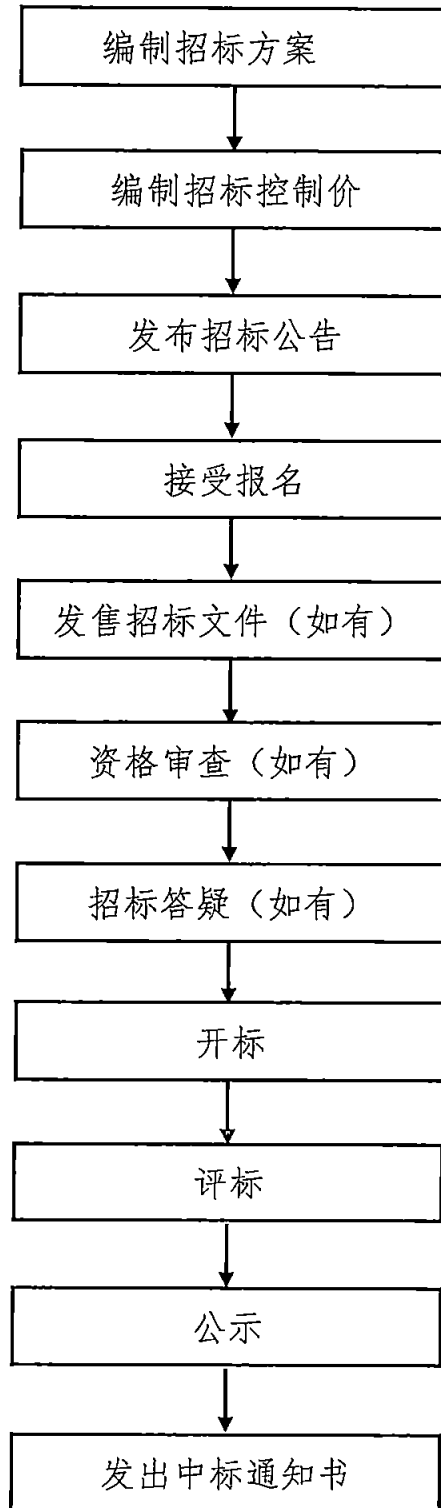 编制招标方案
编制招标控制价
发布招标公告
接受报名
发售招标文件（如有）
资格审查（如有）
招标答疑（如有）
开标
评标
公示
发出中标通知书